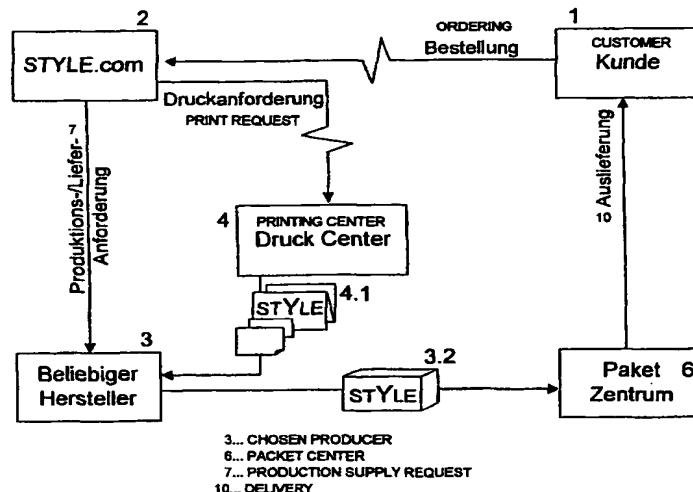 2
STYLE.com
ORDERING
Bestellung
1
CUSTOMER
Kunde
Druckanforderung
PRINT REQUEST
7
Produktions-/Liefer-
Anforderung
10 Auslieferung
4
PRINTING CENTER
Druck Center
4.1
STYLE
3
Beliebiger
Hersteller
3.2
STYLE
Paket
Zentrum
6
3... CHOSEN PRODUCER
6... PACKET CENTER
7... PRODUCTION SUPPLY REQUEST
10... DELIVERY